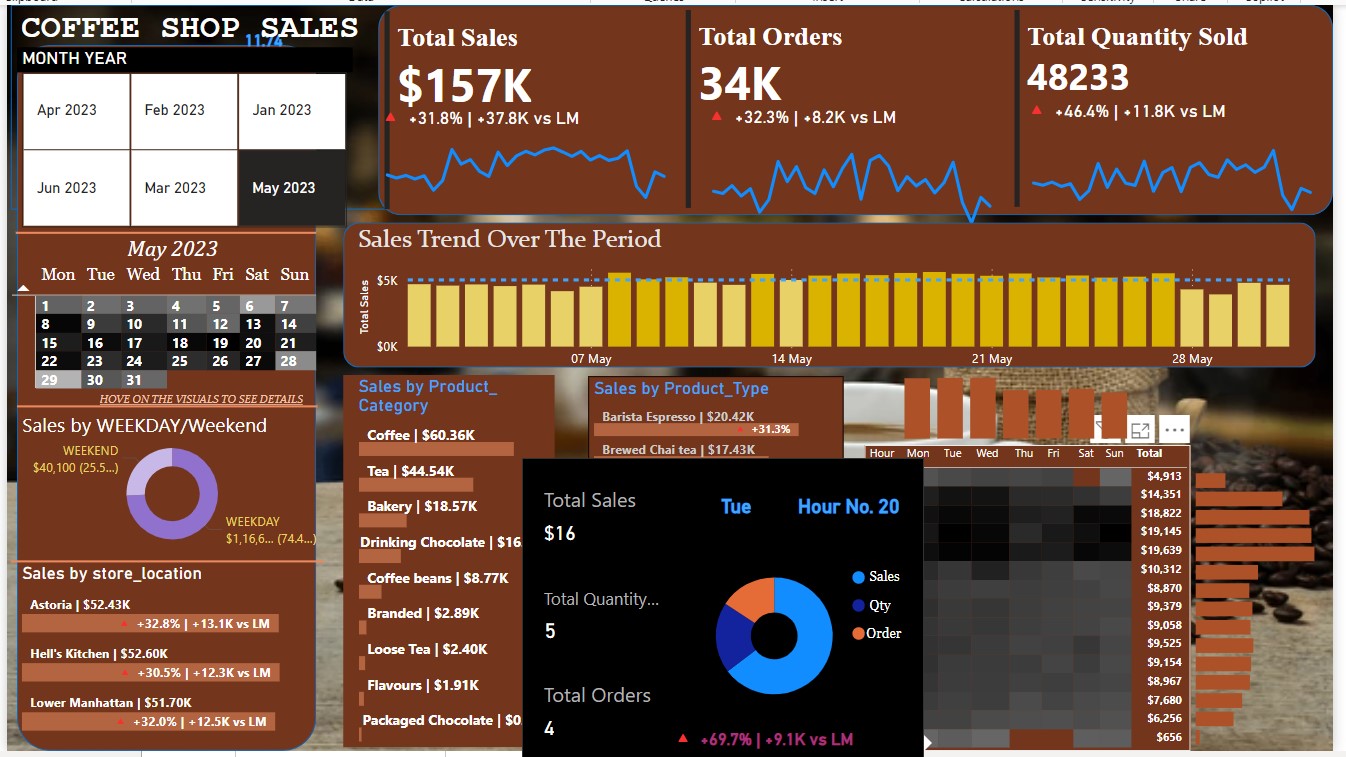 COFFEE SHOP SALES
11.74
MONTH YEAR
Apr 2023
Feb 2023
Jan 2023
Jun 2023
Mar 2023
May 2023
Total Sales
$157K
+31.8% | +37.8K vs LM
Total Orders
34K
+32.3% | +8.2K vs LM
Total Quantity Sold
48233
+46.4% | +11.8K vs LM
May 2023
Mon Tue Wed Thu Fri Sat Sun
1 2 3 4 5 6 7
8 9 10 11 12 13 14
15 16 17 18 19 20 21
22 23 24 25 26 27 28
29 30 31
HOVE ON THE VISUALS TO SEE DETAILS
Sales Trend Over The Period
Total Sales
$5K
$0K
07 May
14 May
21 May
28 May
Sales by WEEKDAY/Weekend
WEEKEND
$40,100 (25.5...)
WEEKDAY
$1,16,6... (74.4...)
Sales by store_location
Astoria | $52.43K
+32.8% | +13.1K vs LM
Hell's Kitchen | $52.60K
+30.5% | +12.3K vs LM
Lower Manhattan | $51.70K
+32.0% | +12.5K vs LM
Sales by Product_
Category
Coffee | $60.36K
Tea | $44.54K
Bakery | $18.57K
Drinking Chocolate | $16
Coffee beans | $8.77K
Branded | $2.89K
Loose Tea | $2.40K
Flavours | $1.91K
Packaged Chocolate | $0
Sales by Product_Type
Barista Espresso | $20.42K
+31.3%
Brewed Chai tea | $17.43K
Total Sales
$16
Tue
Hour No. 20
Total Quantity...
5
Total Orders
4
Sales
Qty
Order
+69.7% | +9.1K vs LM
Hour Mon Tue Wed Thu Fri Sat Sun Total
$4,913
$14,351
$18,822
$19,145
$19,639
$10,312
$8,870
$9,379
$9,058
$9,525
$9,154
$8,967
$7,680
$6,256
$656